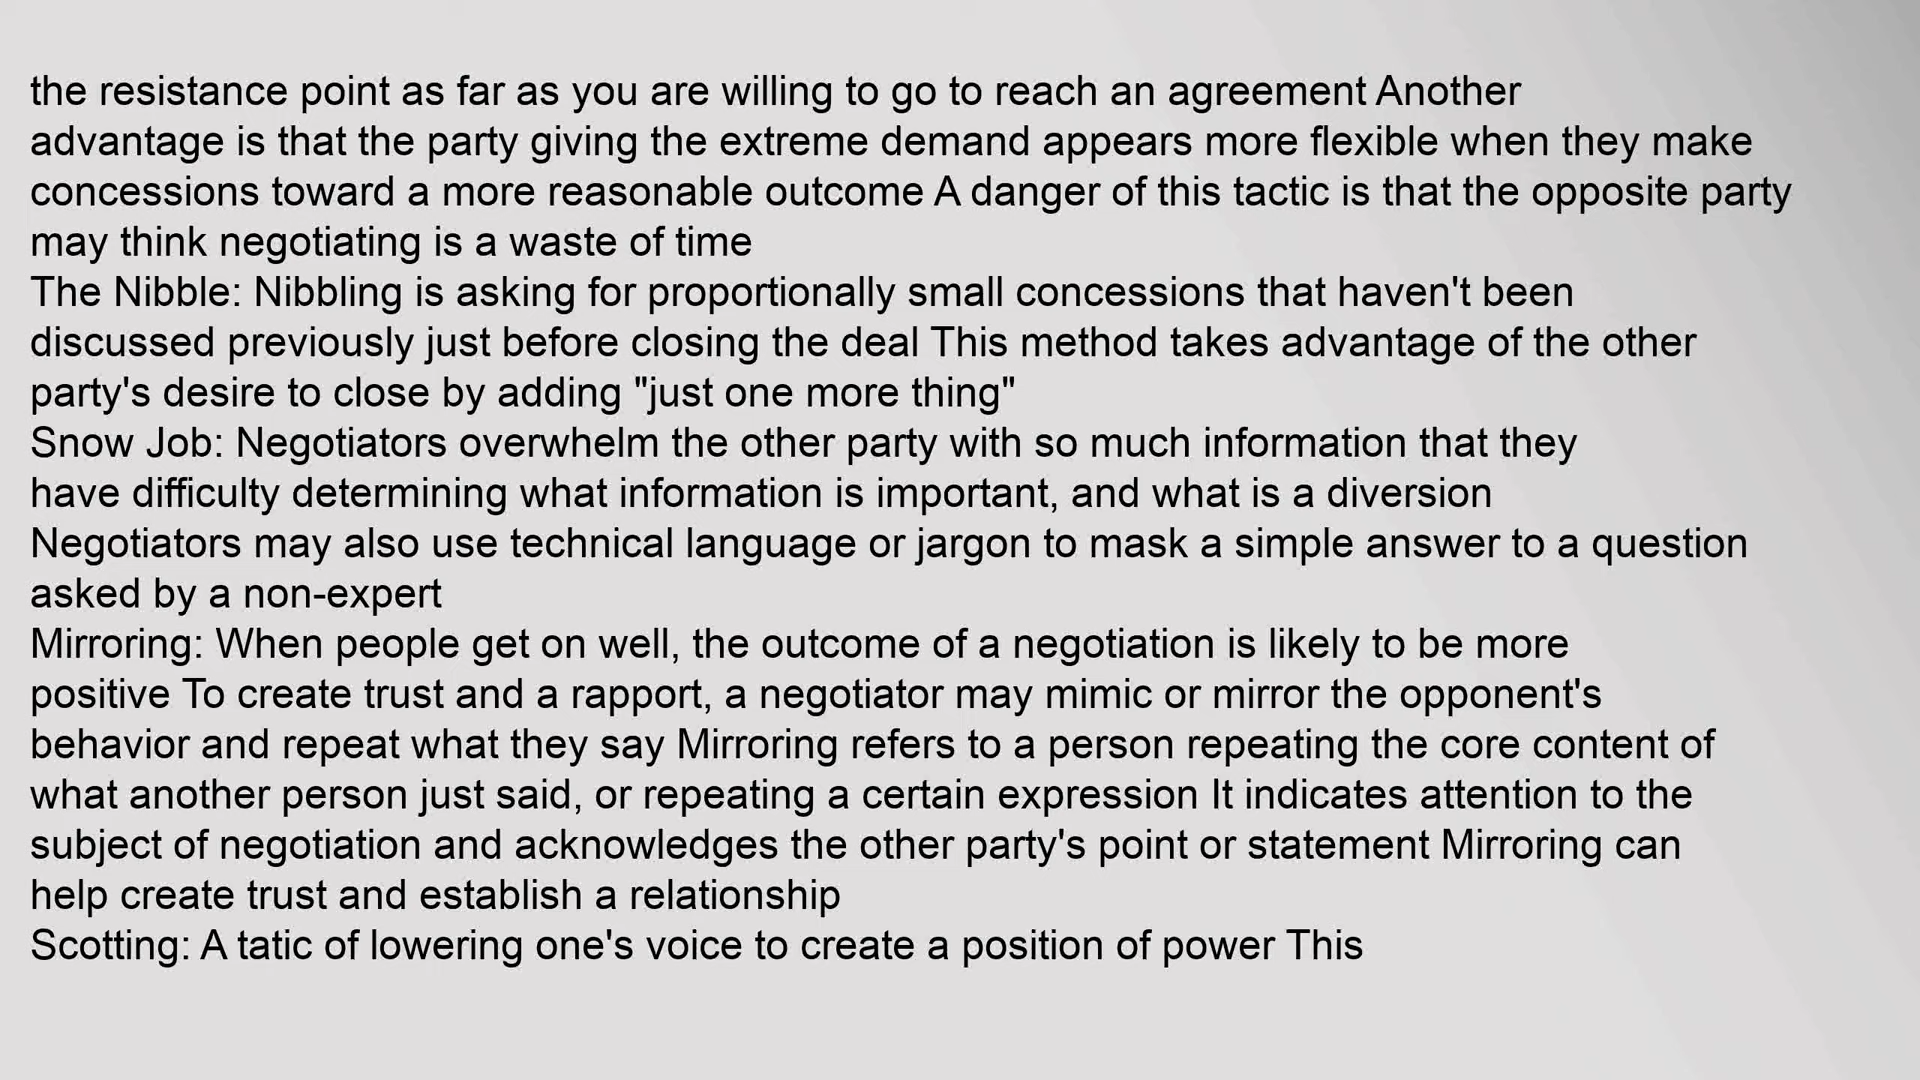 the resistance point as far as you are willing to go to reach an agreement Another
advantage is that the party giving the extreme demand appears more flexible when they make
concessions toward a more reasonable outcome A danger of this tactic is that the opposite party
may think negotiating is a waste of time
The Nibble: Nibbling is asking for proportionally small concessions that haven't been
discussed previously just before closing the deal This method takes advantage of the other
party's desire to close by adding "just one more thing"
Snow Job: Negotiators overwhelm the other party with so much information that they
have difficulty determining what information is important, and what is a diversion
Negotiators may also use technical language or jargon to mask a simple answer to a question
asked by a non-expert
Mirroring: When people get on well, the outcome of a negotiation is likely to be more
positive To create trust and a rapport, a negotiator may mimic or mirror the opponent's
behavior and repeat what they say Mirroring refers to a person repeating the core content of
what another person just said, or repeating a certain expression It indicates attention to the
subject of negotiation and acknowledges the other party's point or statement Mirroring can
help create trust and establish a relationship
Scotting: A tatic of lowering one's voice to create a position of power This